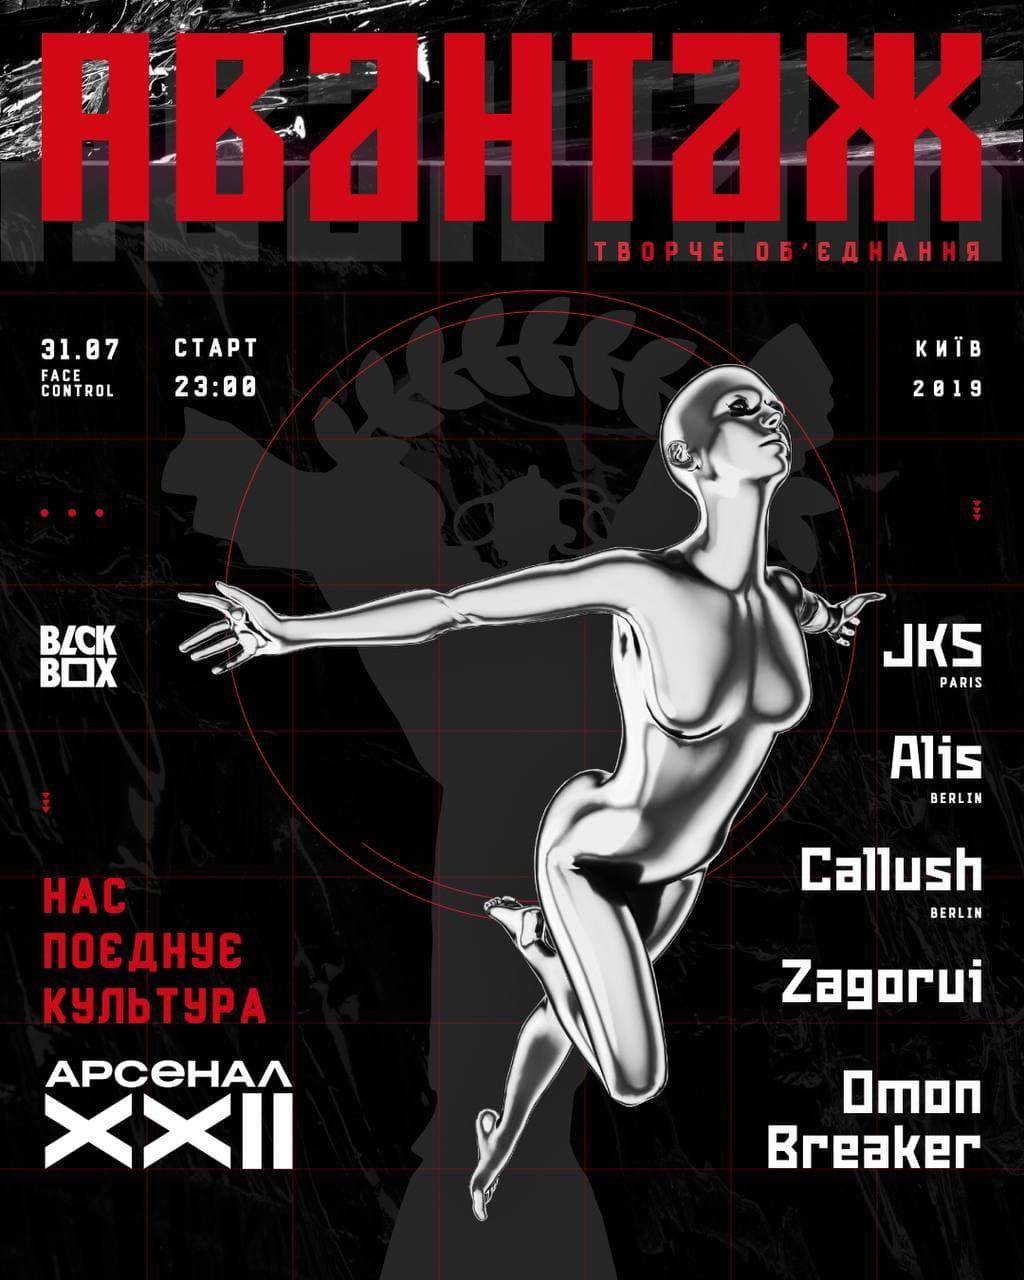 АВАНТАЖ
ТВОРЧЕ ОБ'ЄДНАННЯ
31.07
FACE
CONTROL
СТАРТ
23:00
КИЇВ
2019
BLCK
BOX
JKS
PARIS
Alis
BERLIN
Callush
BERLIN
Zagorui
Omon
Breaker
НАС
ПОЄДНУЄ
КУЛЬТУРА
АРСЕНАЛ
XXII